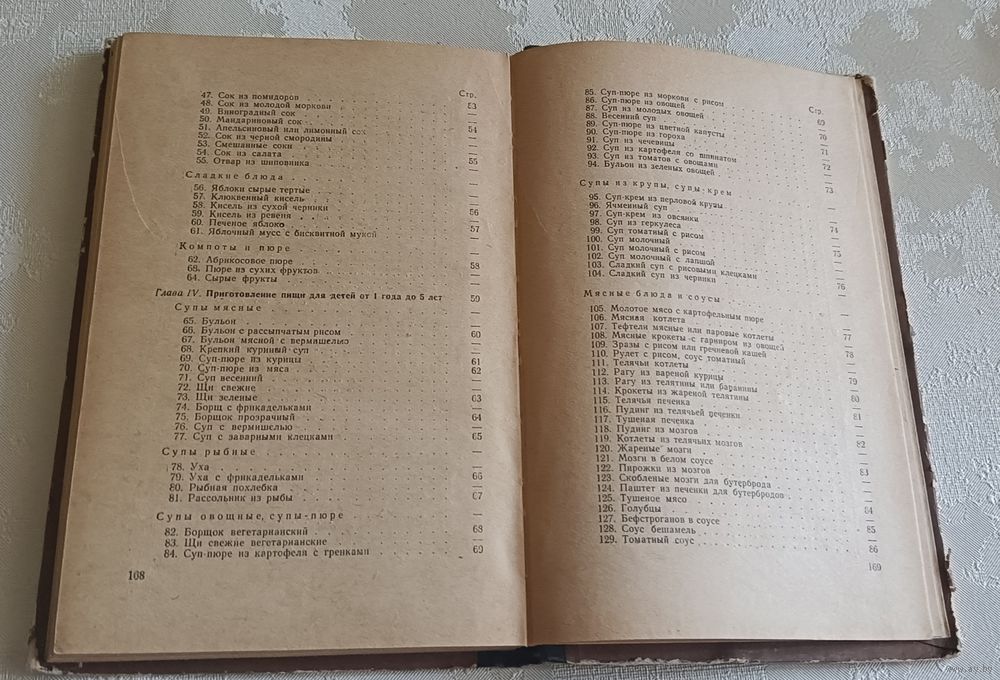 Стр.
47. Сок из помидоров 53
48. Сок из молодой моркови —
49. Виноградный сок
50. Мандариновый сок
51. Апельсиновый или лимонный сок 54
52. Сок из черной смородины —
53. Смешанные соки
54. Сок из салата
55. Отвар из шиповника 55
Сладкие блюда
56. Яблоки сырые тертые
57. Клюквенный кисель
58. Кисель из сухой черники
59. Кисель из ревеня 56
60. Печеное яблоко —
61. Яблочный мусс с бисквитной мукой 57
Компоты и пюре
62. Абрикосовое пюре —
68. Пюре из сухих фруктов 58
64. Сырые фрукты —
Глава IV. Приготовление пищи для детей от 1 года до 5 лет 59
Супы мясные
65. Бульон —
66. Бульон с рассыпчатым рисом 60
67. Бульон мясной с вермишелью —
68. Крепкий куриный суп —
69. Суп-пюре из курицы 61
70. Суп-пюре из мяса 62
71. Суп весенний —
72. Щи свежие —
73. Щи зеленые 63
74. Борщ с фрикадельками —
75. Борщок прозрачный 64
76. Суп с вермишелью —
77. Суп с заварными клецками 65
Супы рыбные —
78. Уха —
79. Уха с фрикадельками 66
80. Рыбная похлебка —
81. Рассольник из рыбы 67
Супы овощные, супы-пюре —
82. Борщок вегетарианский 68
83. Щи свежие вегетарианские —
84. Суп-пюре из картофеля с гренками 69
168
Стр.
85. Суп-пюре из моркови с рисом 69
86. Суп-пюре из овощей —
87. Суп из молодых овощей 70
88. Весенний суп —
89. Суп-пюре из цветной капусты 71
90. Суп-пюре из гороха —
91. Суп из чечевицы 72
92. Суп из картофеля со шпинатом —
93. Суп из томатов с овощами
94. Бульон из зеленых овощей 73
Супы из крупы, супы-крем
95. Суп-крем из перловой крупы
96. Ячменный суп
97. Суп-крем из овсянки 74
98. Суп из геркулеса —
99. Суп томатный с рисом 75
100. Суп молочный —
101. Суп молочный с рисом
102. Суп молочный с лапшой
103. Сладкий суп с рисовыми клецками
104. Сладкий суп из черники 76
Мясные блюда и соусы —
105. Молотое мясо с картофельным пюре
106. Мясная котлета
107. Тефтели мясные или паровые котлеты 77
108. Мясные крокеты с гарниром из овощей —
109. Зразы с рисом или гречневой кашей 78
110. Рулет с рисом, соус томатный —
111. Телячьи котлеты
112. Рагу из вареной курицы 79
113. Рагу из телятины или баранины —
114. Крокеты из жареной телятины 80
115. Телячья печенка —
116. Пудинг из телячьей печенки 81
117. Тушеная печенка —
118. Пудинг из мозгов
119. Котлеты из телячьих мозгов 82
120. Жареные мозги —
121. Мозги в белом соусе
122. Пирожки из мозгов 83
123. Скобленые мозги для бутерброда —
124. Паштет из печенки для бутербродов
125. Тушеное мясо
126. Голубцы 84
127. Бефстроганов в соусе —
128. Соус бешамель 85
129. Томатный соус —
86
169